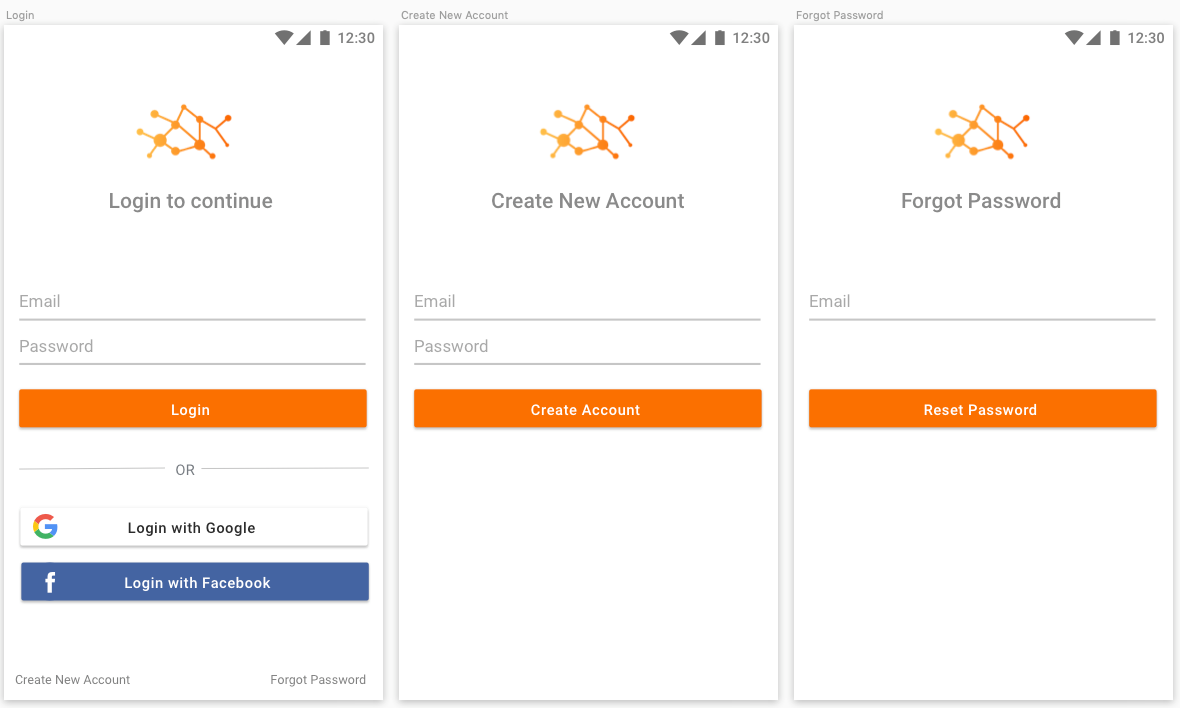 Login
12:30
Login to continue
Email
Password
Login
OR
Login with Google
Login with Facebook
Create New Account
Forgot Password
Create New Account
12:30
Create New Account
Email
Password
Create Account
Forgot Password
12:30
Forgot Password
Email
Reset Password